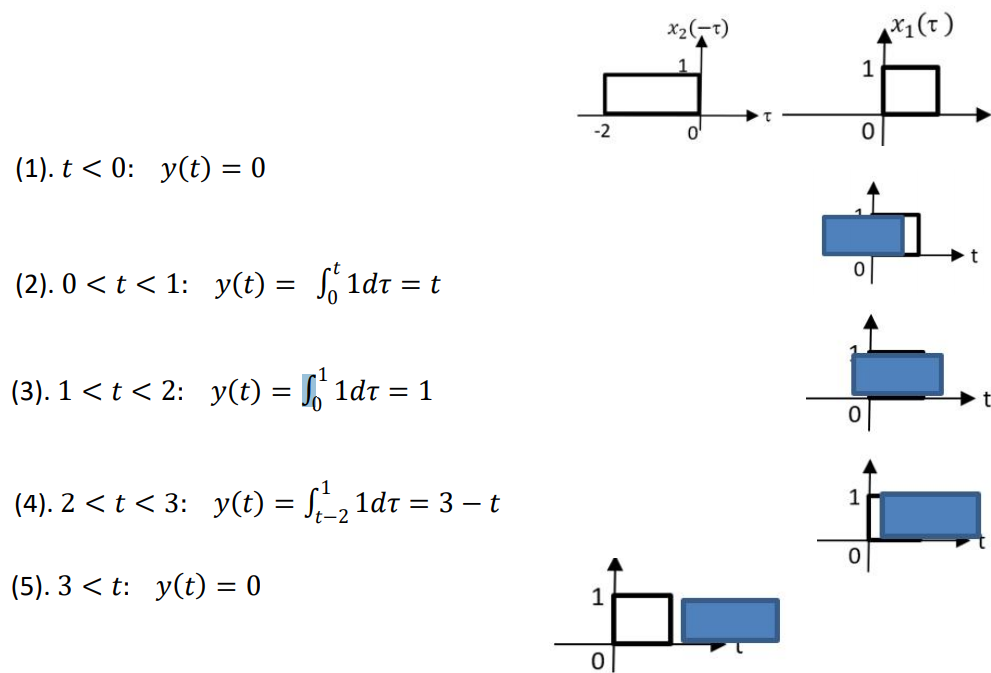 x₂(−τ) x₁(τ)
1 1
τ
-2 0 0
(1). t < 0: y(t) = 0
1
0 t
(2). 0 < t < 1: y(t) = ∫₀ᵗ 1dτ = t
1
(3). 1 < t < 2: y(t) = ∫₀¹ 1dτ = 1
0 t
(4). 2 < t < 3: y(t) = ∫ₜ₋₂¹ 1dτ = 3 − t
1
0 t
(5). 3 < t: y(t) = 0
1
0 t